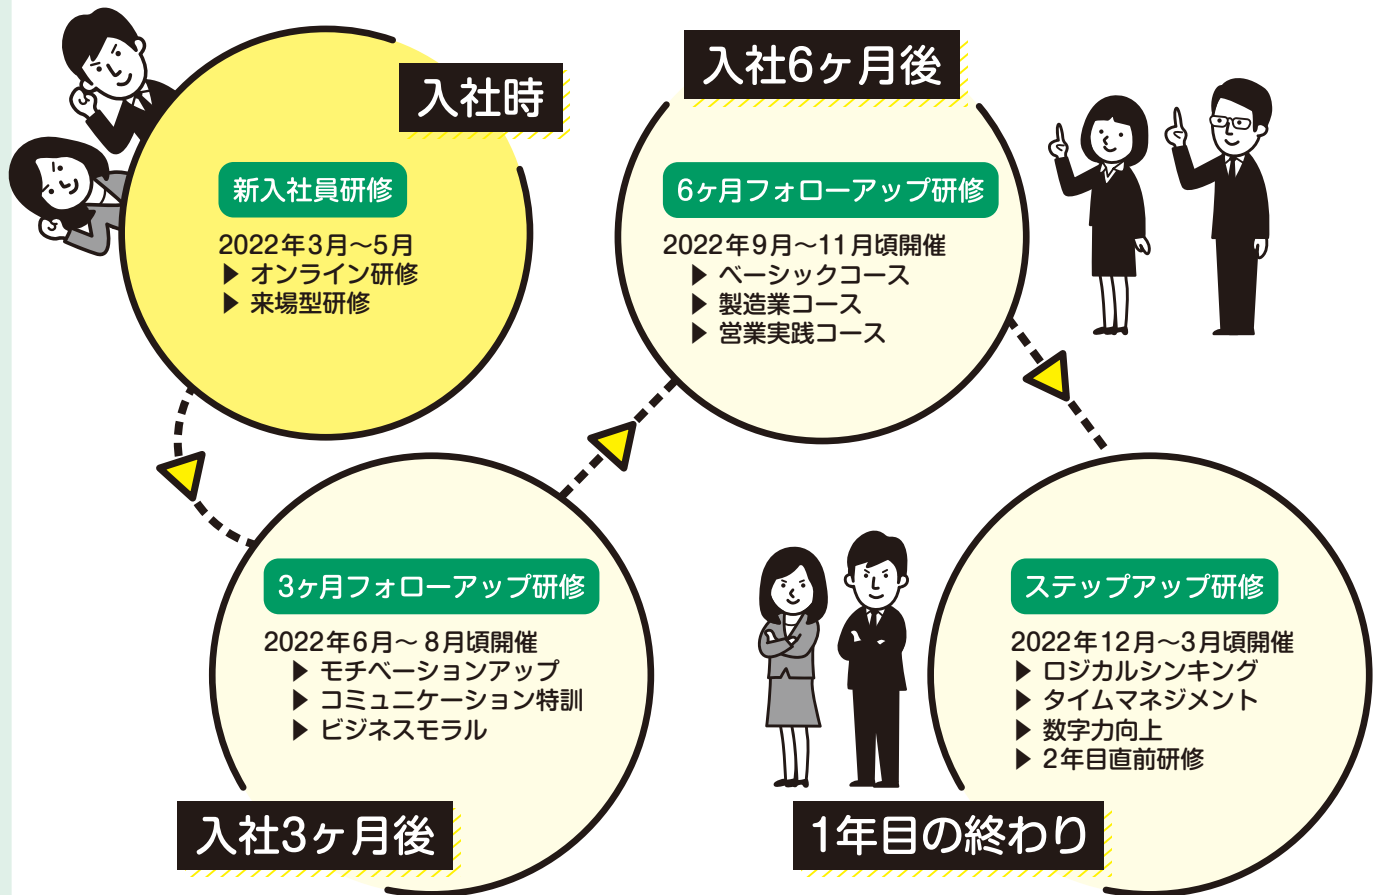 入社時
新入社員研修
2022年3月～5月
▶ オンライン研修
▶ 来場型研修
3ヶ月フォローアップ研修
2022年6月～8月頃開催
▶ モチベーションアップ
▶ コミュニケーション特訓
▶ ビジネスモラル
入社3ヶ月後
入社6ヶ月後
6ヶ月フォローアップ研修
2022年9月～11月頃開催
▶ ベーシックコース
▶ 製造業コース
▶ 営業実践コース
ステップアップ研修
2022年12月～3月頃開催
▶ ロジカルシンキング
▶ タイムマネジメント
▶ 数字力向上
▶ 2年目直前研修
1年目の終わり